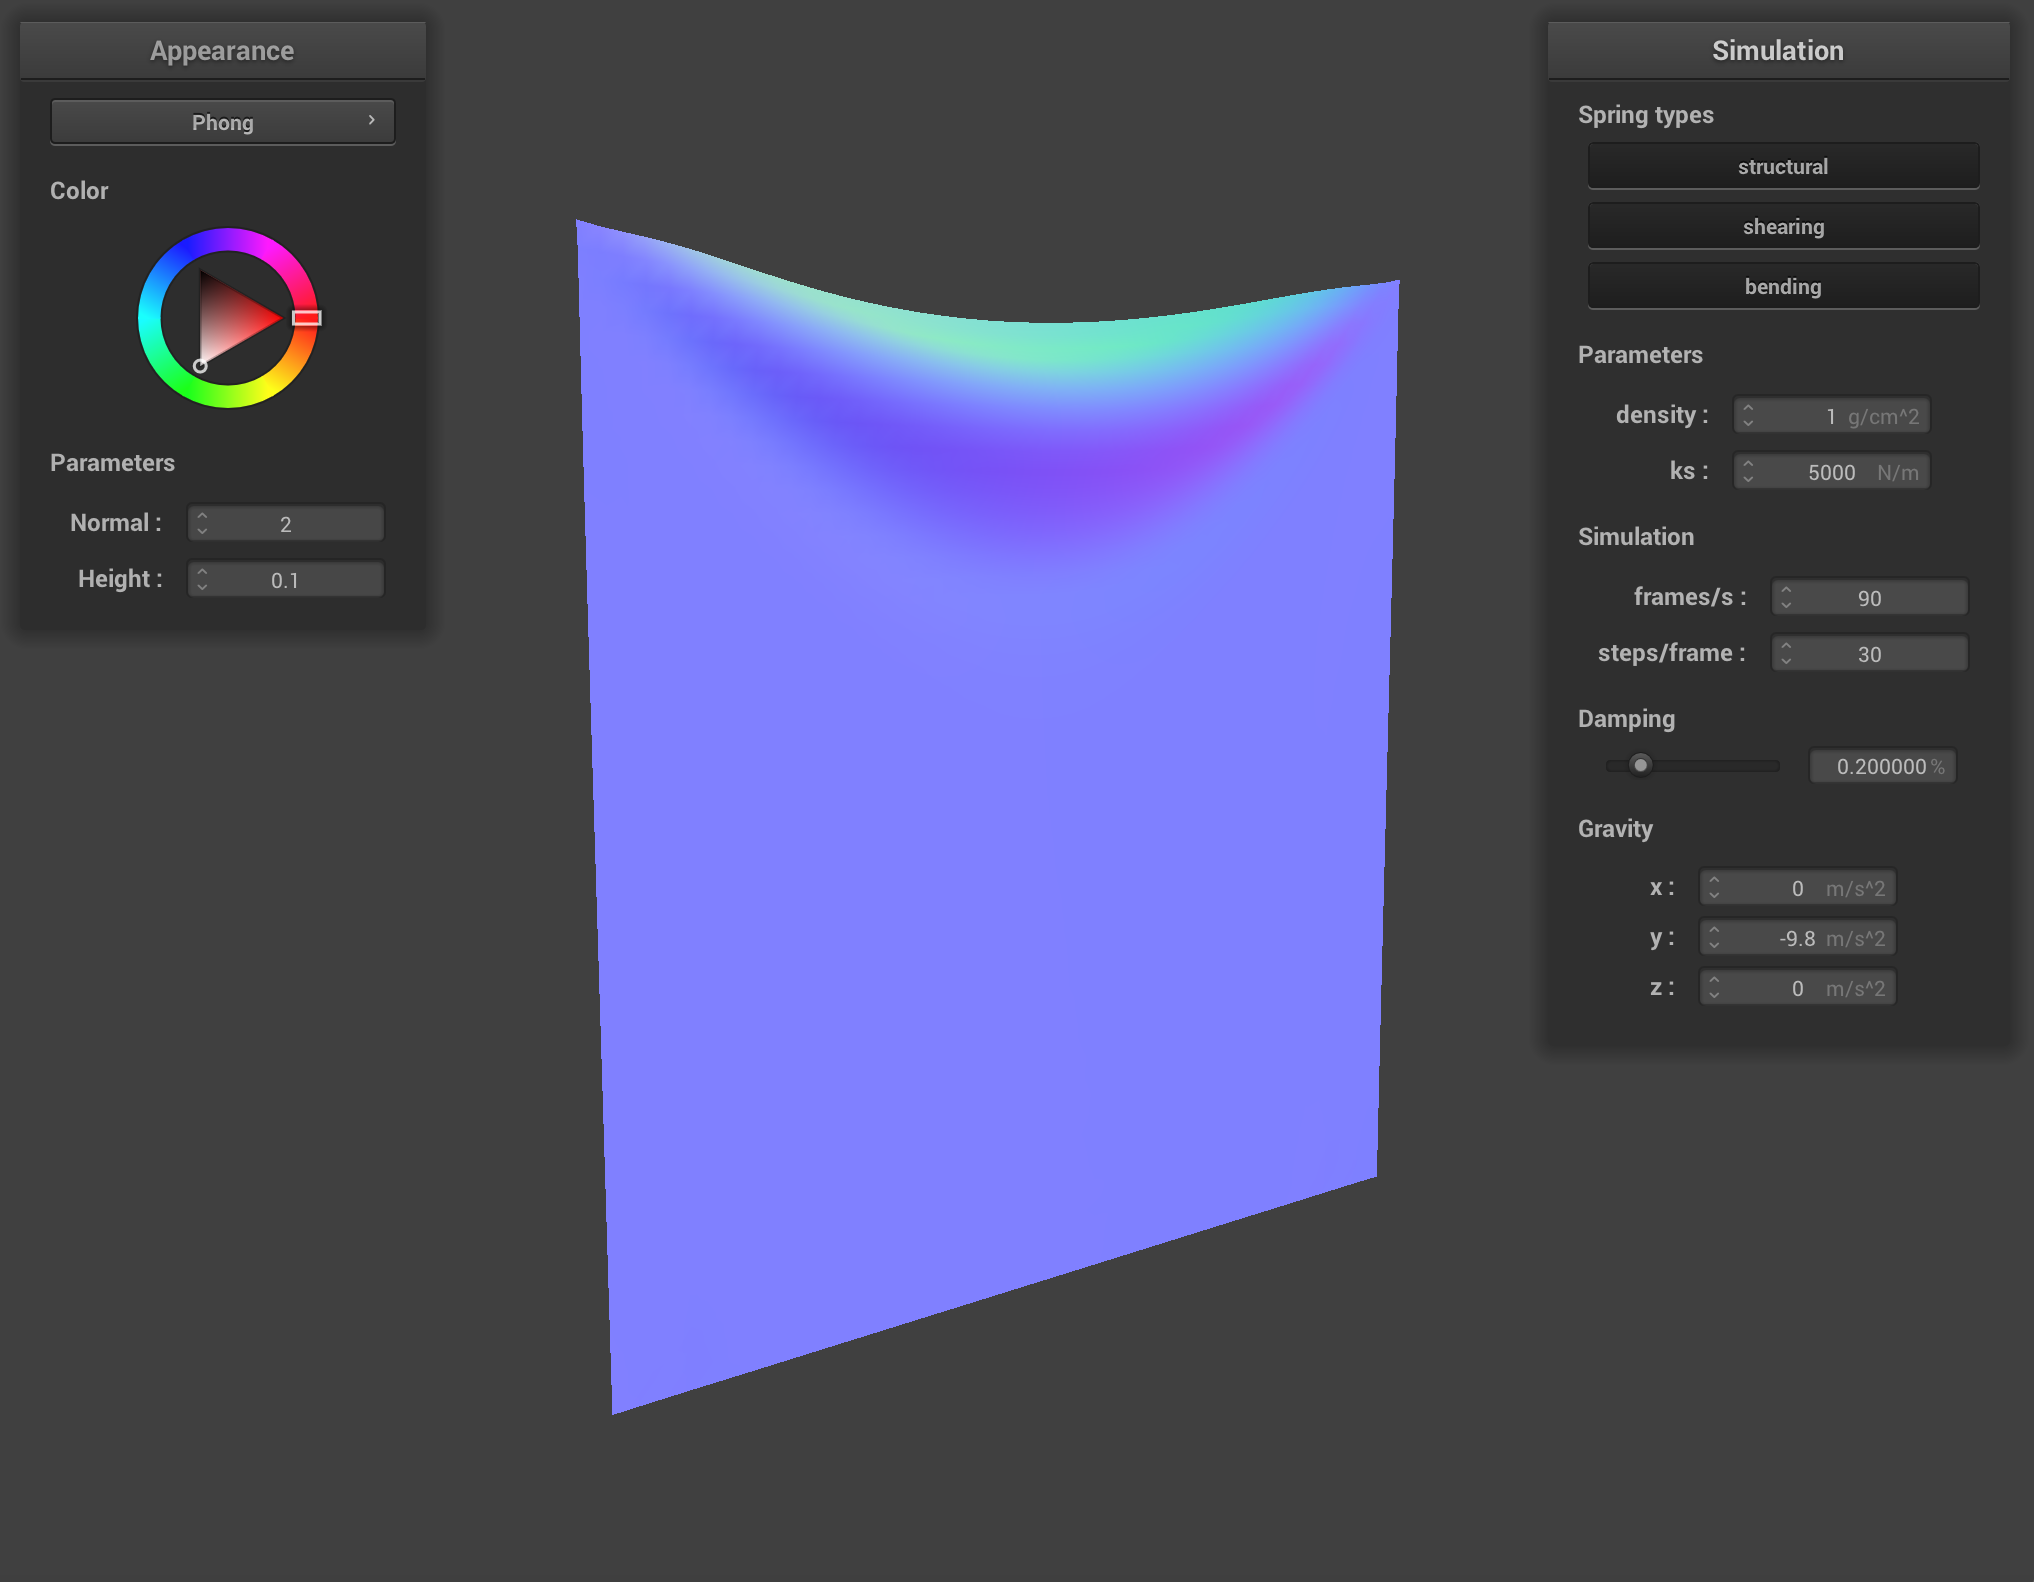 Appearance
Phong
Color
Parameters
Normal : 2
Height : 0.1
Simulation
Spring types
structural
shearing
bending
Parameters
density : 1 g/cm^2
ks : 5000 N/m
Simulation
frames/s : 90
steps/frame : 30
Damping
0.200000 %
Gravity
x : 0 m/s^2
y : -9.8 m/s^2
z : 0 m/s^2